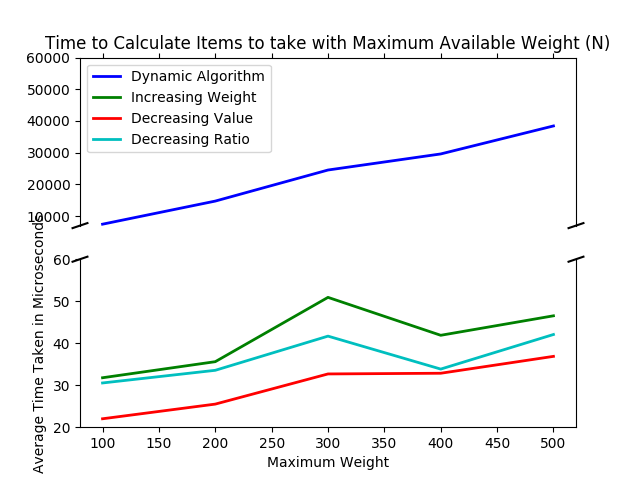 Time to Calculate Items to take with Maximum Available Weight (N)
60000
50000
40000
30000
20000
10000
Dynamic Algorithm
Increasing Weight
Decreasing Value
Decreasing Ratio
60
50
40
30
20
Average Time Taken in Microseconds
100 150 200 250 300 350 400 450 500
Maximum Weight